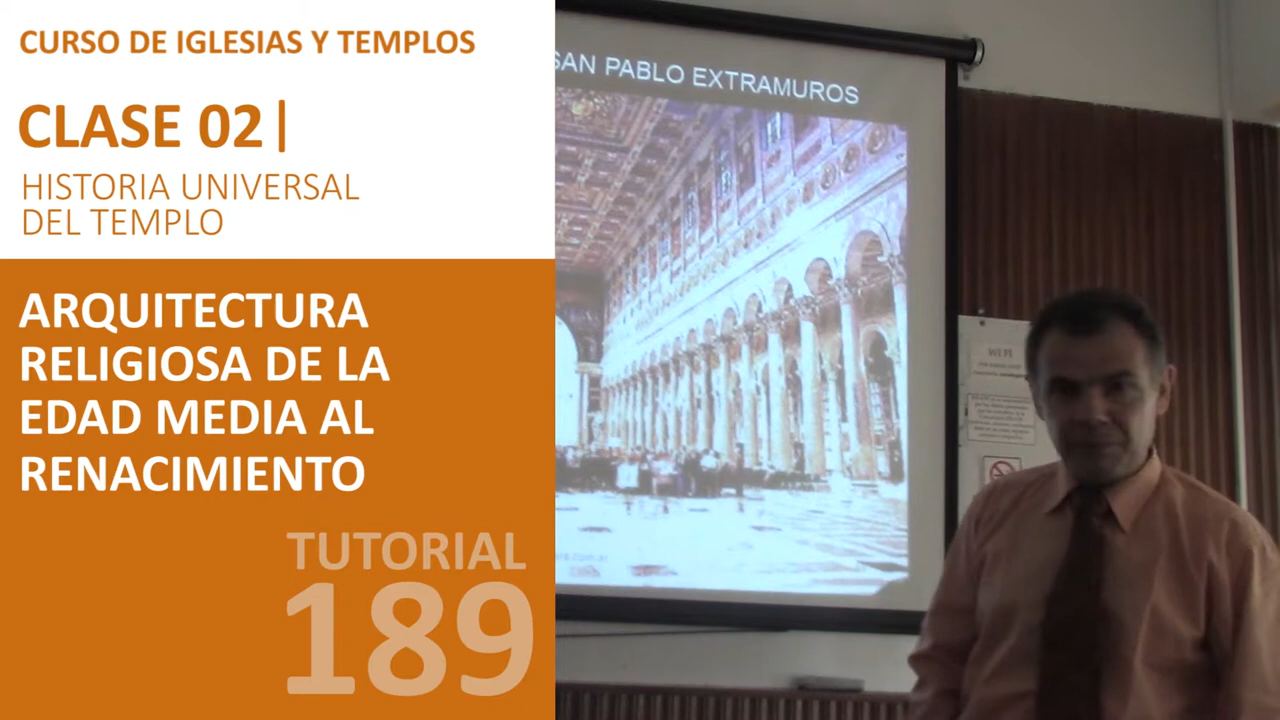 CURSO DE IGLESIAS Y TEMPLOS
CLASE 02|
HISTORIA UNIVERSAL
DEL TEMPLO
ARQUITECTURA
RELIGIOSA DE LA
EDAD MEDIA AL
RENACIMIENTO
TUTORIAL
189
SAN PABLO EXTRAMUROS
WI FI